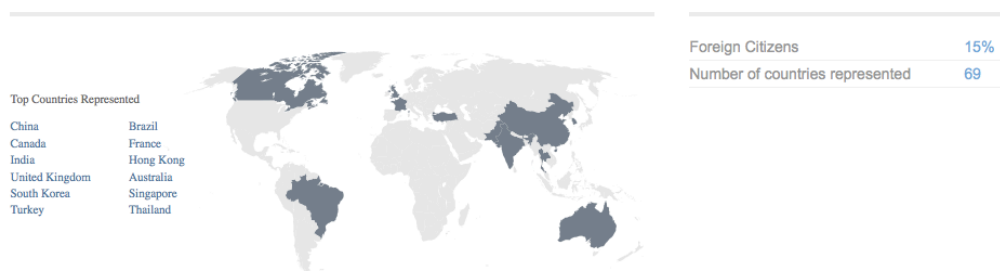 Foreign Citizens 15%
Number of countries represented 69
Top Countries Represented
China Brazil
Canada France
India Hong Kong
United Kingdom Australia
South Korea Singapore
Turkey Thailand